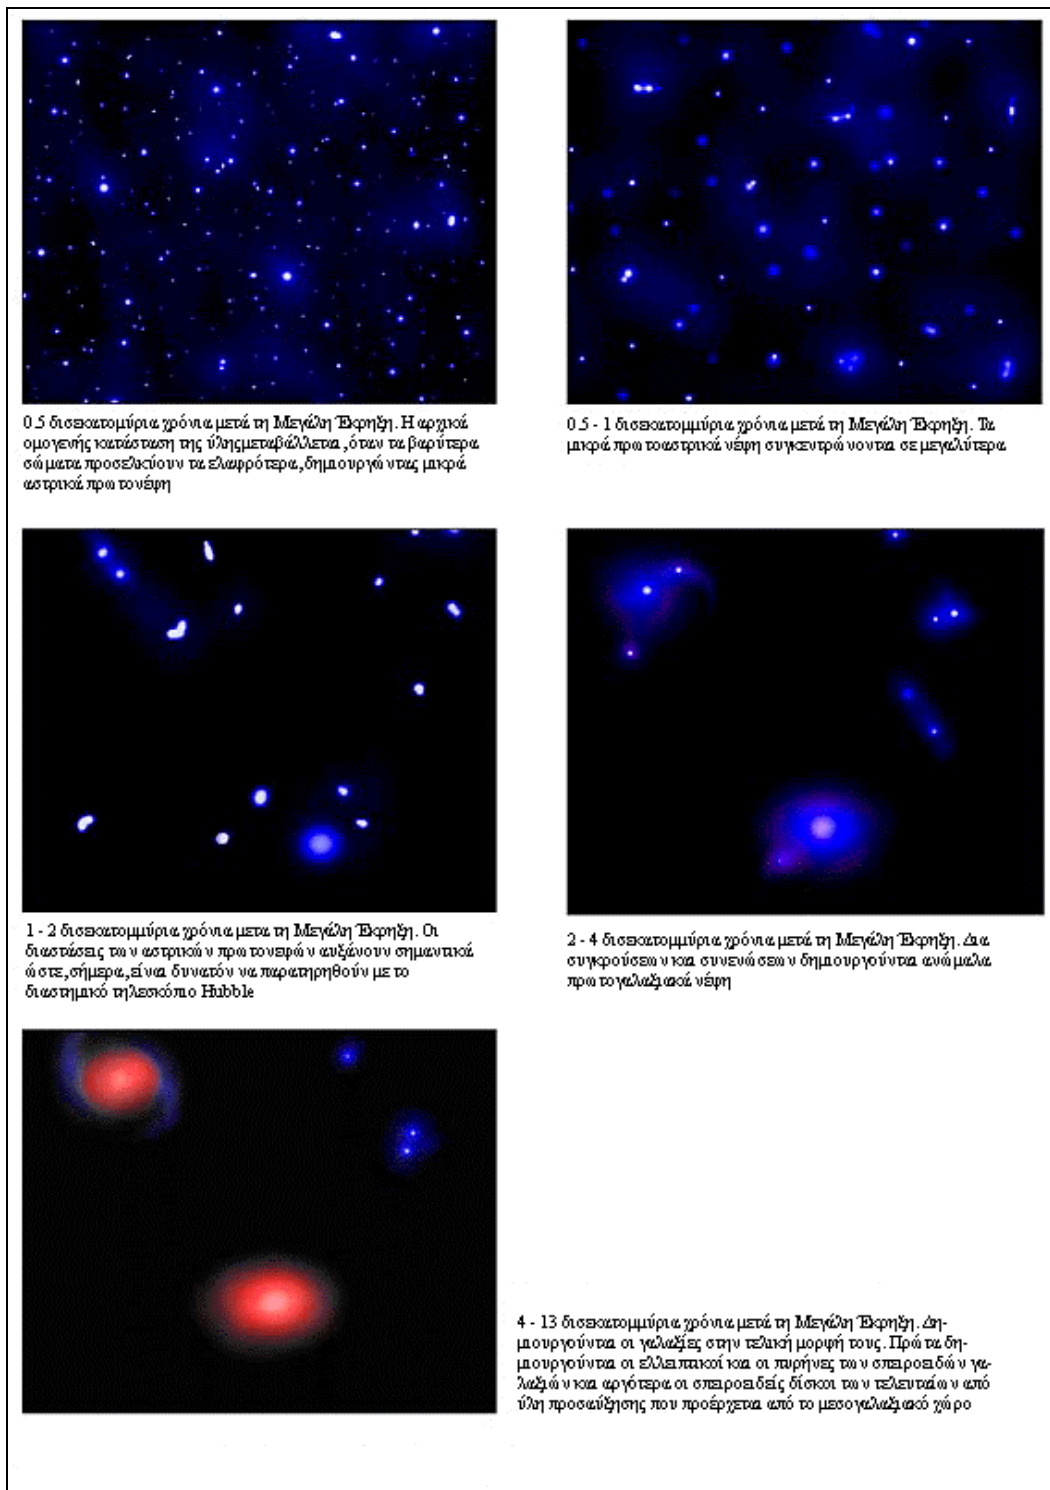 0.5 δισεκατομύρια χρόνια μετά τη Μεγάλη Έκρηξη. Η αρχικά
ομογενής κατάσταση της ύλης μεταβάλλεται, όταν τα βαρύτερα
σώματα προσελκύουν τα ελαφρότερα, δημιουργώντας μικρά
αστρικά πρωτονέφη
0.5 - 1 δισεκατομμύρια χρόνια μετά τη Μεγάλη Έκρηξη. Τα
μικρά πρωτοαστρικά νέφη συγκεντρώνονται σε μεγαλύτερα
1 - 2 δισεκατομμύρια χρόνια μετα τη Μεγάλη Έκρηξη. Οι
διαστάσεις των αστρικών πρωτονεφών αυξάνουν σημαντικά
ώστε, σήμερα, είναι δυνατόν να παρατηρηθούν με το
διαστημικό τηλεσκόπιο Hubble
2 - 4 δισεκατομμύρια χρόνια μετά τη Μεγάλη Έκρηξη. Δια
συγκρούσεων και συνενώσεων δημιουργούνται ανώμαλα
πρωτογαλαξιακά νέφη
4 - 13 δισεκατομμύρια χρόνια μετά τη Μεγάλη Έκρηξη. Δη-
μιουργούνται οι γαλαξίες στην τελική μορφή τους. Πρώτα δη-
μιουργούνται οι ελλειπτικοί και οι πυρήνες των σπειροειδών γα-
λαξιών και αργότερα οι σπειροειδείς δίσκοι των τελευταίων από
ύλη προσαύξησης που προέρχεται από το μεσογαλαξιακό χώρο